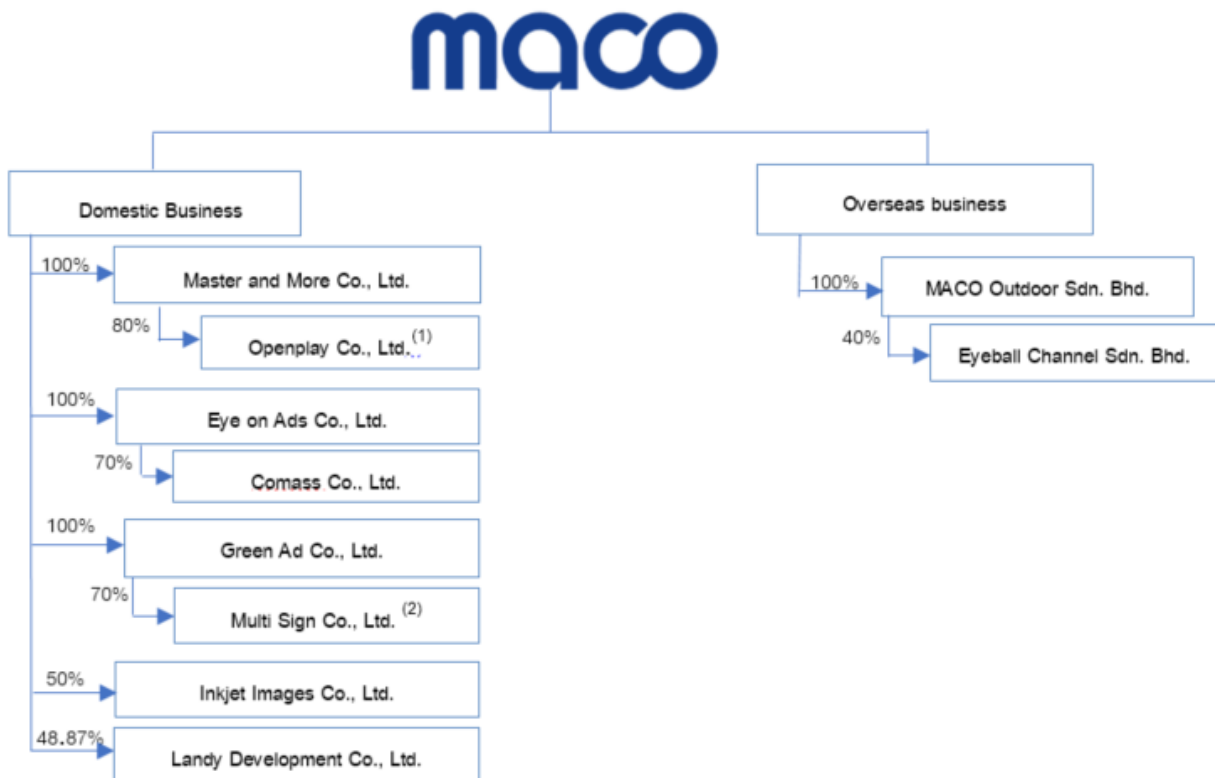 maco
Domestic Business
Overseas business
100%
Master and More Co., Ltd.
80%
Openplay Co., Ltd. (1)
100%
Eye on Ads Co., Ltd.
70%
Comass Co., Ltd.
100%
Green Ad Co., Ltd.
70%
Multi Sign Co., Ltd. (2)
50%
Inkjet Images Co., Ltd.
48.87%
Landy Development Co., Ltd.
100%
MACO Outdoor Sdn. Bhd.
40%
Eyeball Channel Sdn. Bhd.